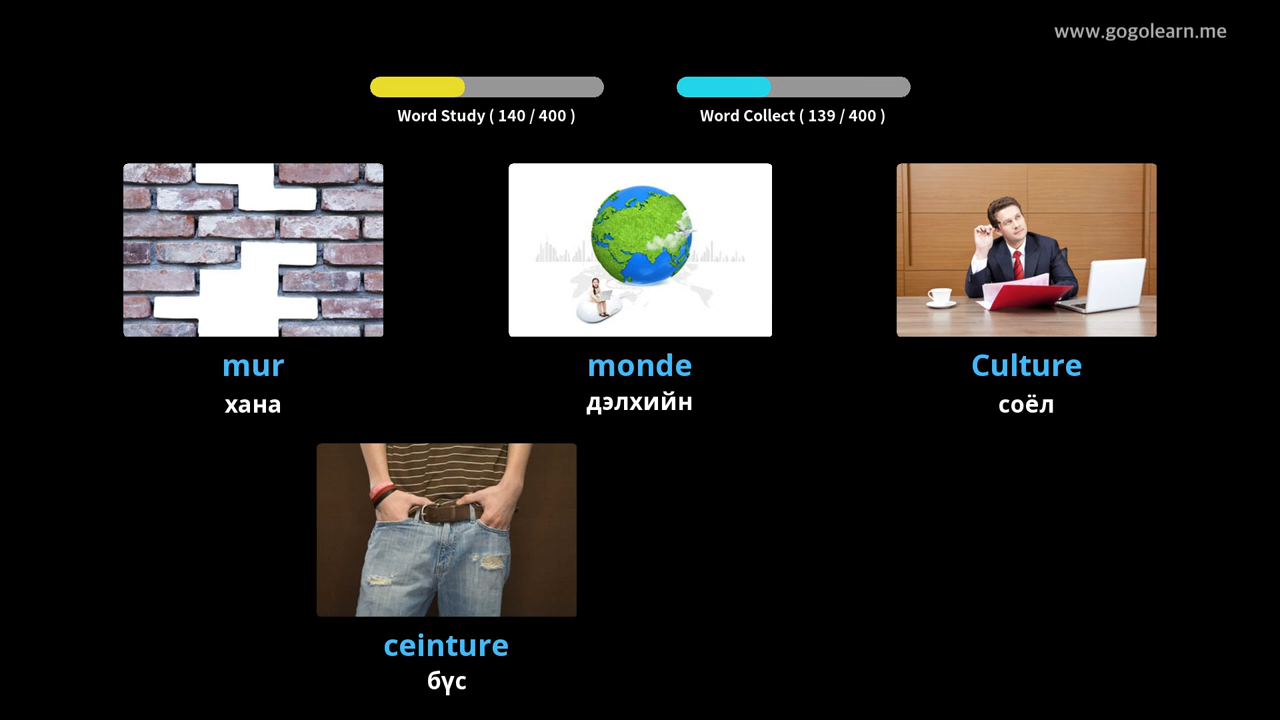 www.gogolearn.me
Word Study ( 140 / 400 )
Word Collect ( 139 / 400 )
mur
хана
monde
дэлхийн
Culture
соёл
ceinture
бүс